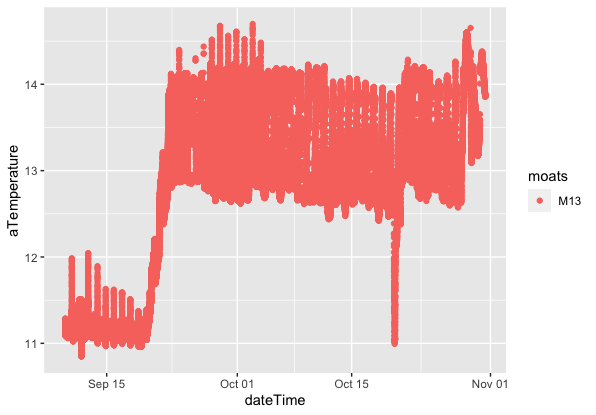 14
13
12
11
aTemperature
Sep 15
Oct 01
Oct 15
Nov 01
dateTime
moats
M13